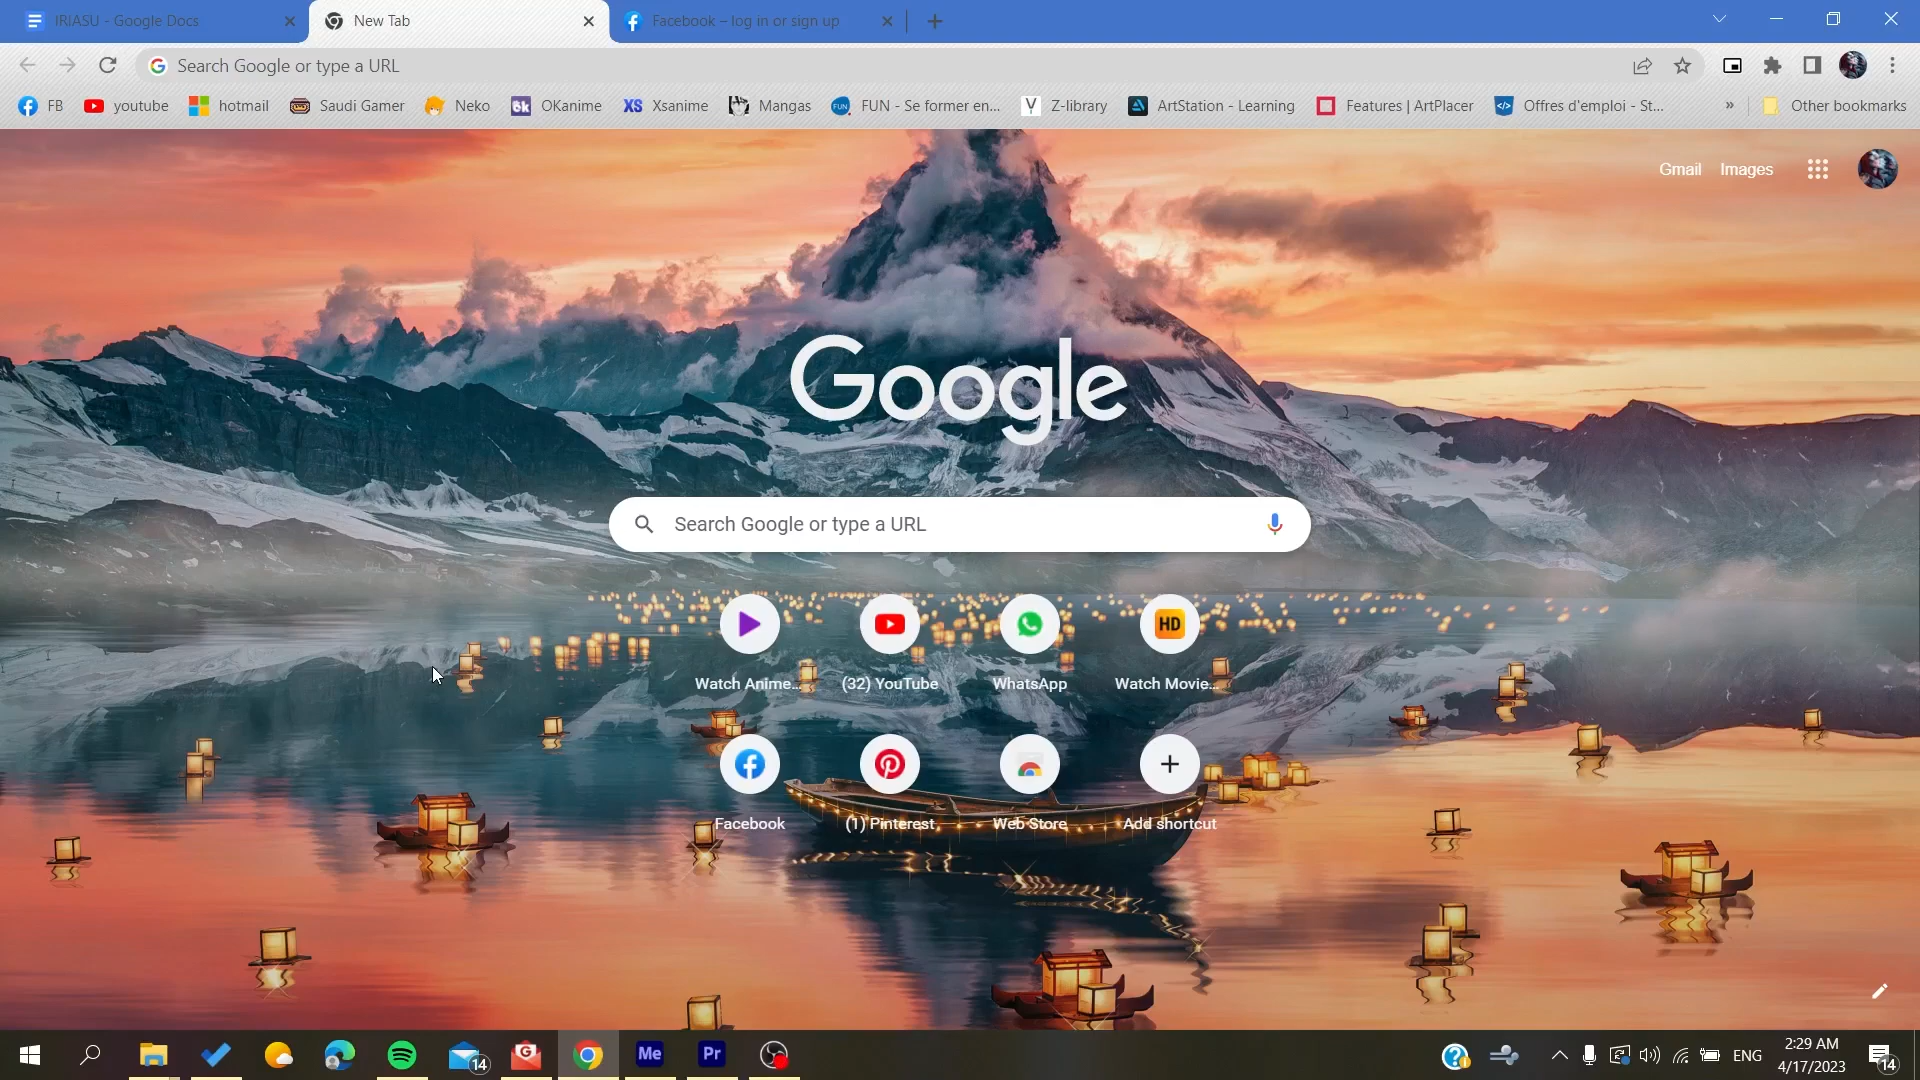 IRIASU - Google Docs
New Tab
Facebook – log in or sign up
Search Google or type a URL
FB
youtube
hotmail
Saudi Gamer
Neko
OKanime
Xsanime
Mangas
FUN - Se former en...
Z-library
ArtStation - Learning
Features | ArtPlacer
Offres d'emploi - St...
»
Other bookmarks
Gmail
Images
Google
Search Google or type a URL
Watch Anime...
(32) YouTube
WhatsApp
HD
Watch Movie...
Facebook
(1) Pinterest
Web Store
Add shortcut
14
Me
Pr
ENG
2:29 AM
4/17/2023
14